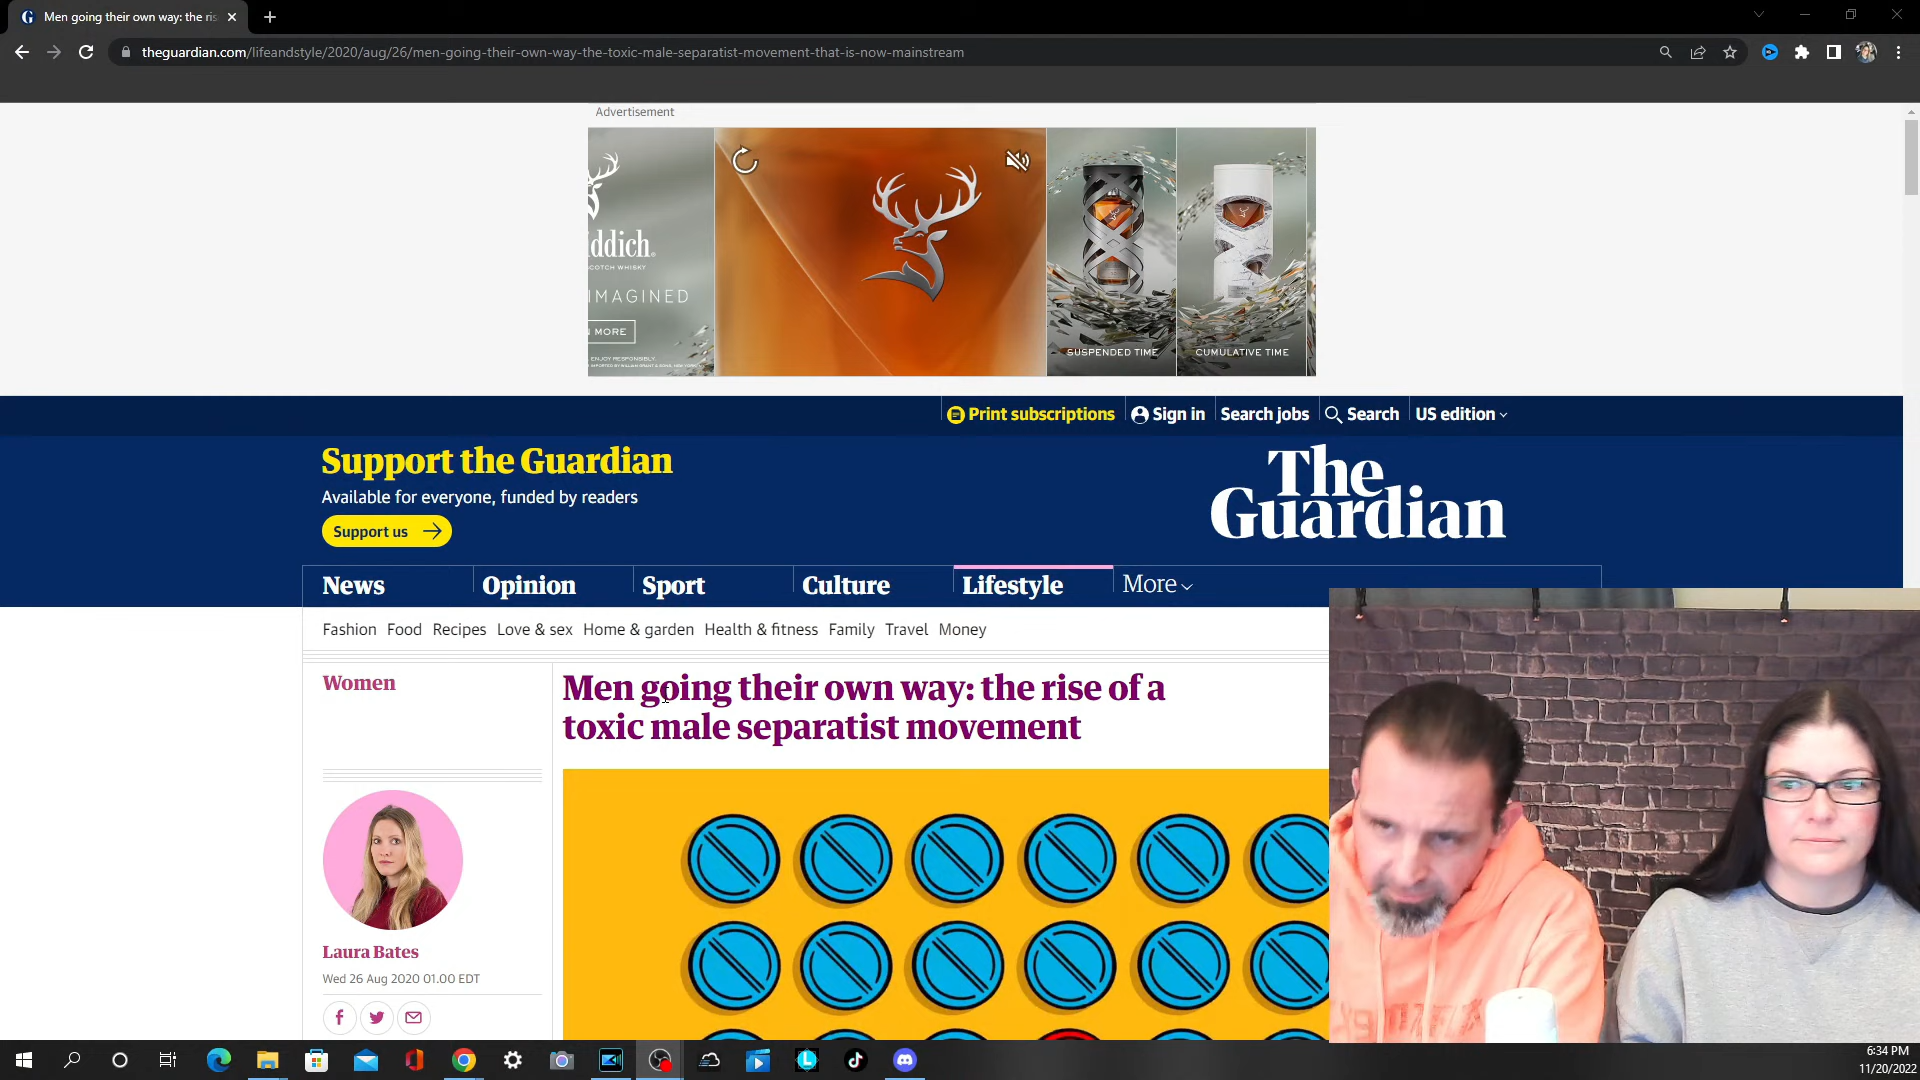 Men going their own way: the ris
theguardian.com/lifeandstyle/2020/aug/26/men-going-their-own-way-the-toxic-male-separatist-movement-that-is-now-mainstream
Advertisement
ddich.
SCOTCH WHISKY
IMAGINED
N MORE
ENJOY RESPONSIBLY.
SUSPENDED TIME
CUMULATIVE TIME
Print subscriptions
Sign in
Search jobs
Search
US edition
Support the Guardian
Available for everyone, funded by readers
Support us
The
Guardian
News
Opinion
Sport
Culture
Lifestyle
More
Fashion Food Recipes Love & sex Home & garden Health & fitness Family Travel Money
Women
Men going their own way: the rise of a
toxic male separatist movement
Laura Bates
Wed 26 Aug 2020 01.00 EDT
6:34 PM
11/20/2022